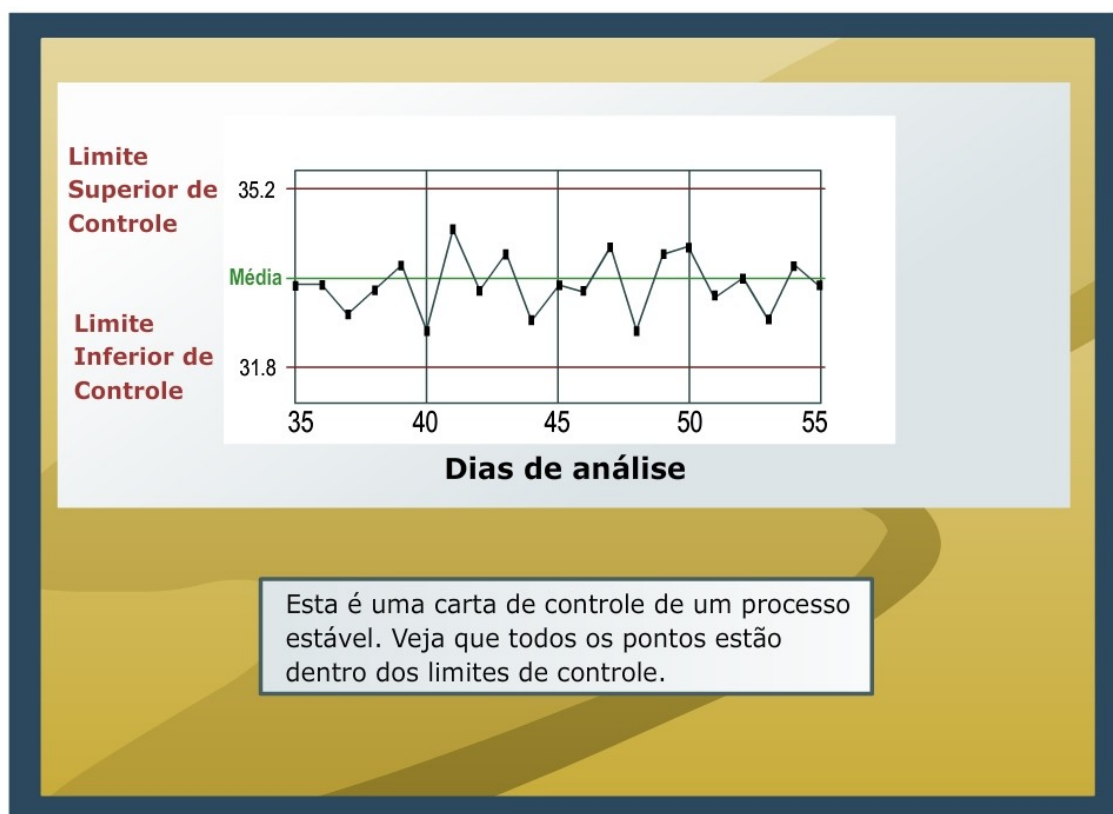 Limite
Superior de
Controle
35.2
Média
Limite
Inferior de
Controle
31.8
35 40 45 50 55
Dias de análise
Esta é uma carta de controle de um processo
estável. Veja que todos os pontos estão
dentro dos limites de controle.